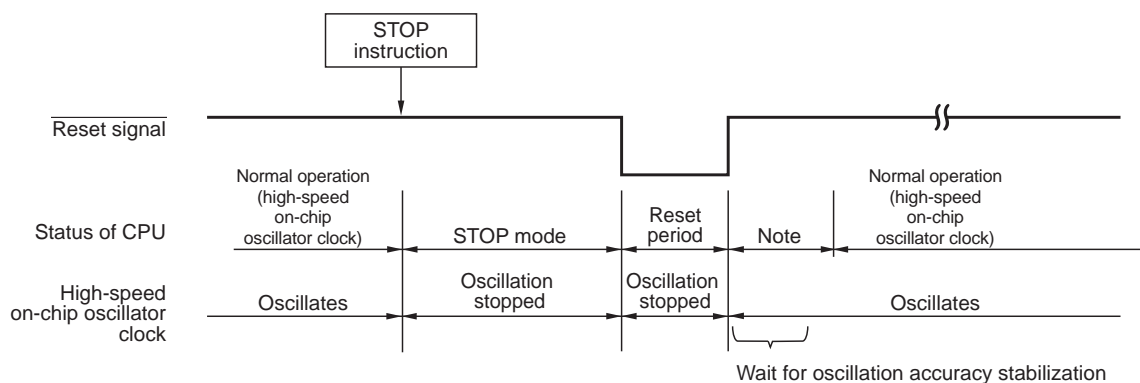 STOP
instruction
Reset signal
Normal operation
(high-speed
on-chip
oscillator clock)
Normal operation
(high-speed
on-chip
oscillator clock)
Status of CPU
STOP mode
Reset
period
Note
High-speed
on-chip oscillator
clock
Oscillates
Oscillation
stopped
Oscillation
stopped
Oscillates
Wait for oscillation accuracy stabilization